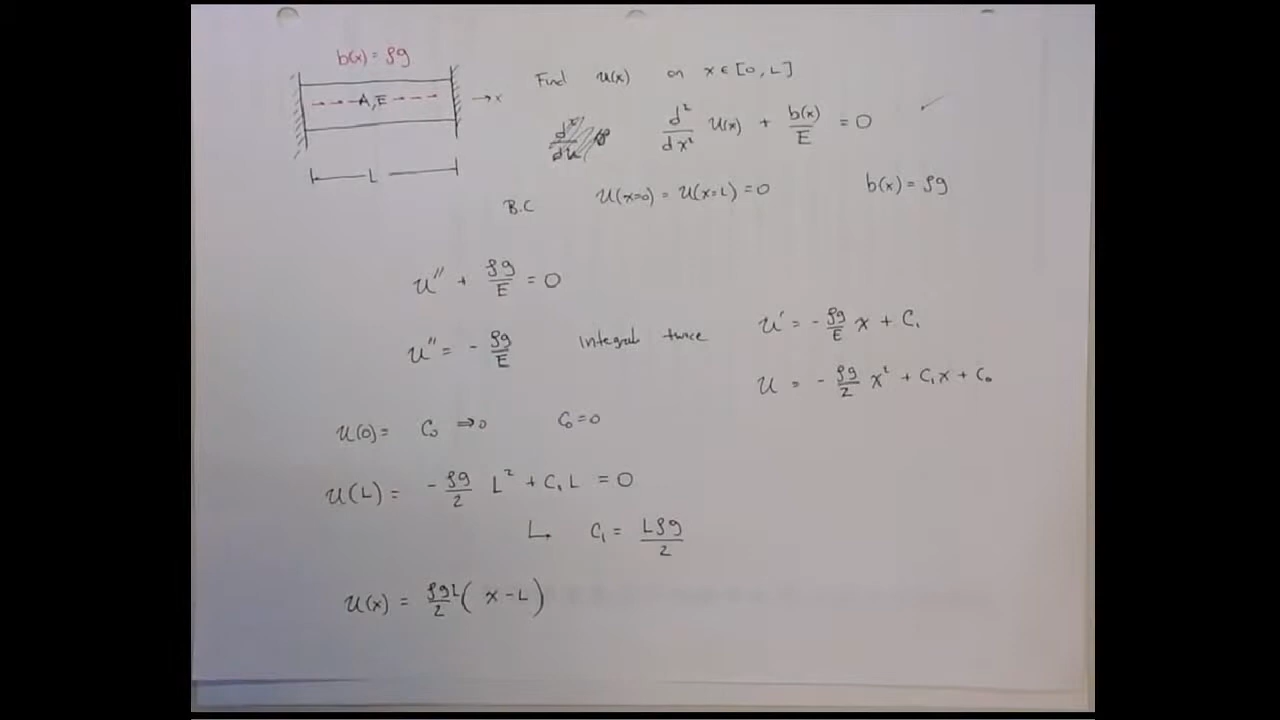 b(x) = ρg
A,E
→x
L
Find u(x) on x ∈ [0, L]
d²/dx² u(x) + b(x)/E = 0
B.C u(x=0) = u(x=L) = 0 b(x) = ρg
u'' + ρg/E = 0
u'' = - ρg/E Integral twice
u' = - ρg/E x + C₁
u = - ρg/2 x² + C₁x + C₀
u(0) = C₀ ⇒ 0 C₀ = 0
u(L) = - ρg/2 L² + C₁ L = 0
↳ C₁ = Lρg/2
u(x) = ρgL/2 ( x - L )